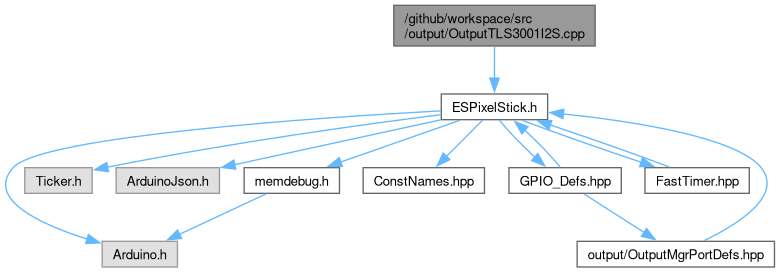 /github/workspace/src
/output/OutputTLS3001I2S.cpp
ESPixelStick.h
Ticker.h
ArduinoJson.h
memdebug.h
ConstNames.hpp
GPIO_Defs.hpp
FastTimer.hpp
Arduino.h
output/OutputMgrPortDefs.hpp